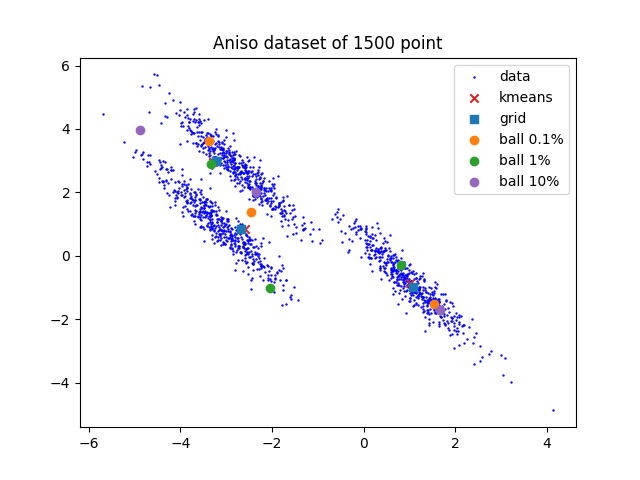 Aniso dataset of 1500 point
data
kmeans
grid
ball 0.1%
ball 1%
ball 10%
6
4
2
0
−2
−4
−6 −4 −2 0 2 4